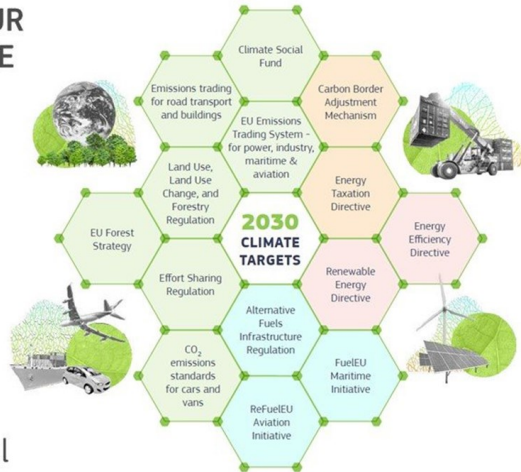 UR
E
Climate Social
Fund
Emissions trading
for road transport
and buildings
Carbon Border
Adjustment
Mechanism
EU Emissions
Trading System –
for power, industry,
maritime &
aviation
Land Use,
Land Use
Change, and
Forestry
Regulation
Energy
Taxation
Directive
EU Forest
Strategy
2030
CLIMATE
TARGETS
Energy
Efficiency
Directive
Effort Sharing
Regulation
Renewable
Energy
Directive
Alternative
Fuels
Infrastructure
Regulation
CO₂
emissions
standards
for cars and
vans
FuelEU
Maritime
Initiative
ReFuelEU
Aviation
Initiative
l